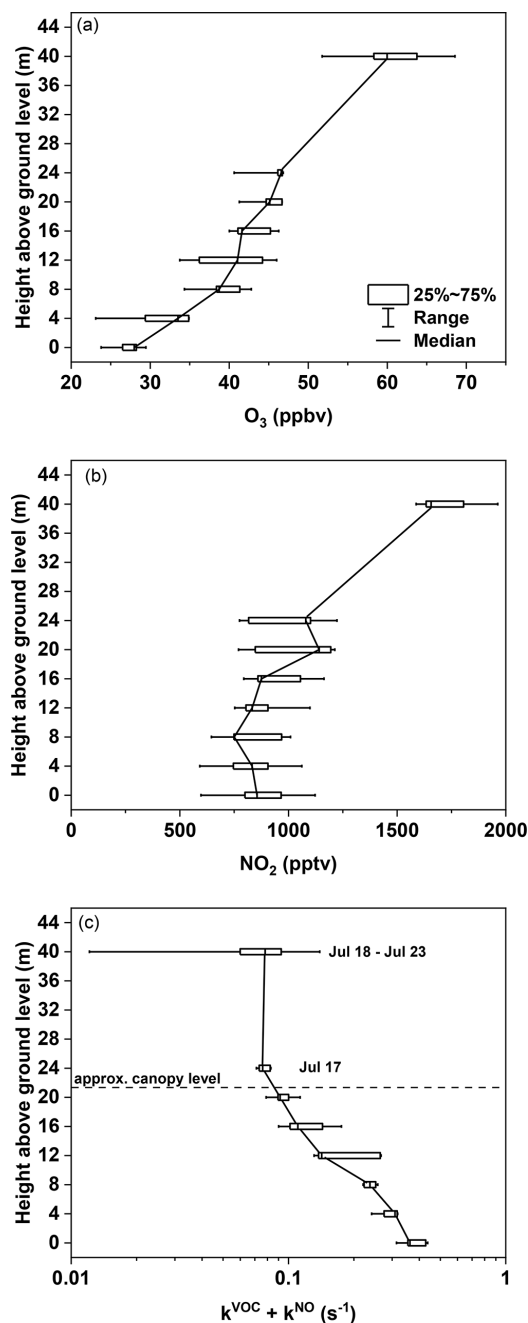 (a)
Height above ground level (m)
44
40
36
32
28
24
20
16
12
8
4
0
25%~75%
Range
Median
20 30 40 50 60 70
O₃ (ppbv)
(b)
Height above ground level (m)
44
40
36
32
28
24
20
16
12
8
4
0
0 500 1000 1500 2000
NO₂ (pptv)
(c)
Height above ground level (m)
44
40
36
32
28
24
20
16
12
8
4
0
Jul 18 - Jul 23
Jul 17
approx. canopy level
0.01 0.1 1
kⱽᴼC + kᴺᴼ (s⁻¹)